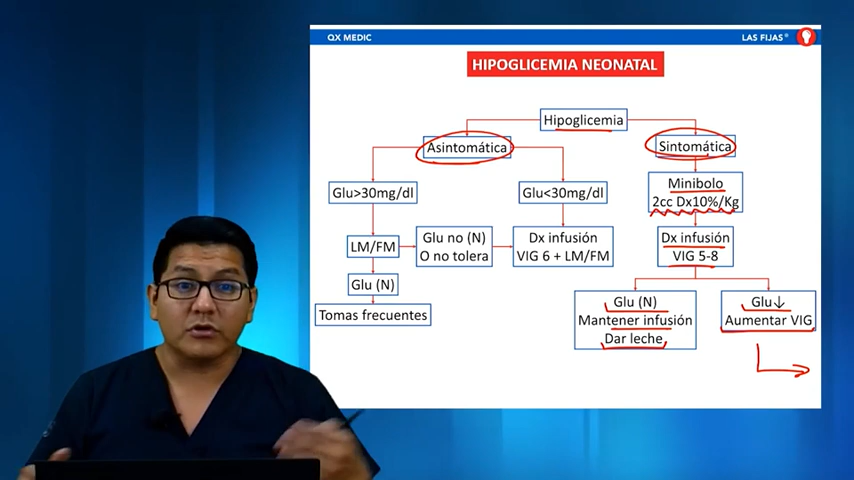 QX MEDIC
LAS FIJAS®
HIPOGLICEMIA NEONATAL
Hipoglicemia
Asintomática
Sintomática
Glu>30mg/dl
Glu<30mg/dl
Minibolo
2cc Dx10%/Kg
LM/FM
Glu no (N)
O no tolera
Dx infusión
VIG 6 + LM/FM
Dx infusión
VIG 5-8
Glu (N)
Tomas frecuentes
Glu (N)
Mantener infusión
Dar leche
Glu↓
Aumentar VIG